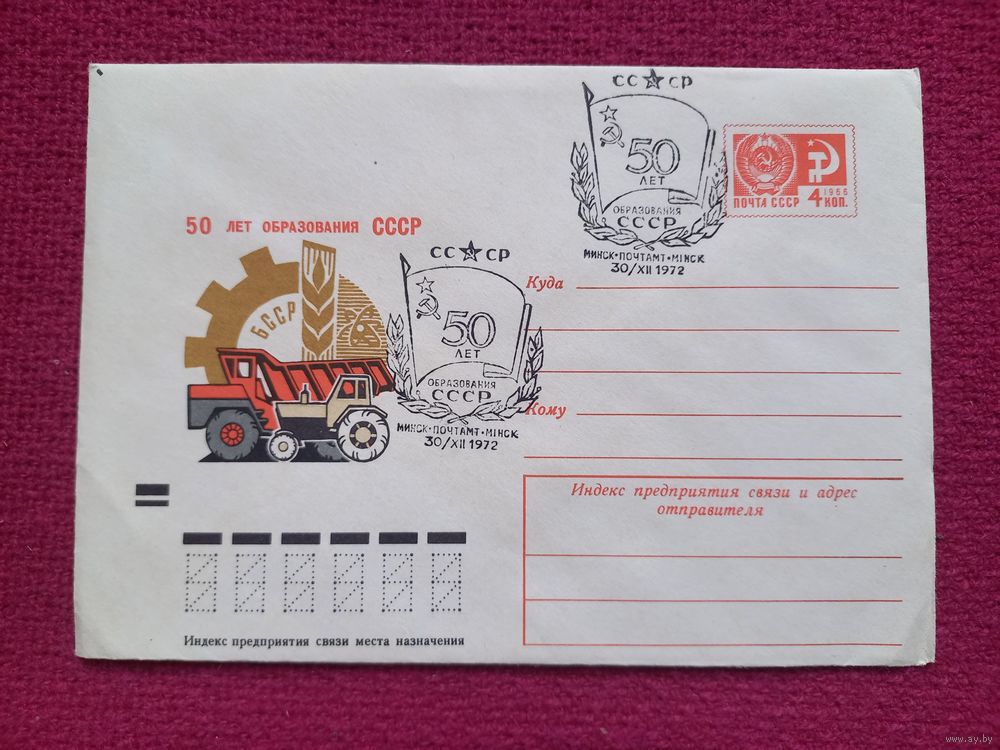 СССР
50
ЛЕТ
ОБРАЗОВАНИЯ
СССР
МИНСК·ПОЧТАМТ·МІНСК
30/XII 1972
1966
ПОЧТА СССР 4 КОП.
50 ЛЕТ ОБРАЗОВАНИЯ СССР
БССР
СССР
50
ЛЕТ
ОБРАЗОВАНИЯ
СССР
МИНСК·ПОЧТАМТ·МІНСК
30/XII 1972
Куда
Кому
Индекс предприятия связи и адрес
отправителя
Индекс предприятия связи места назначения
www.ay.by